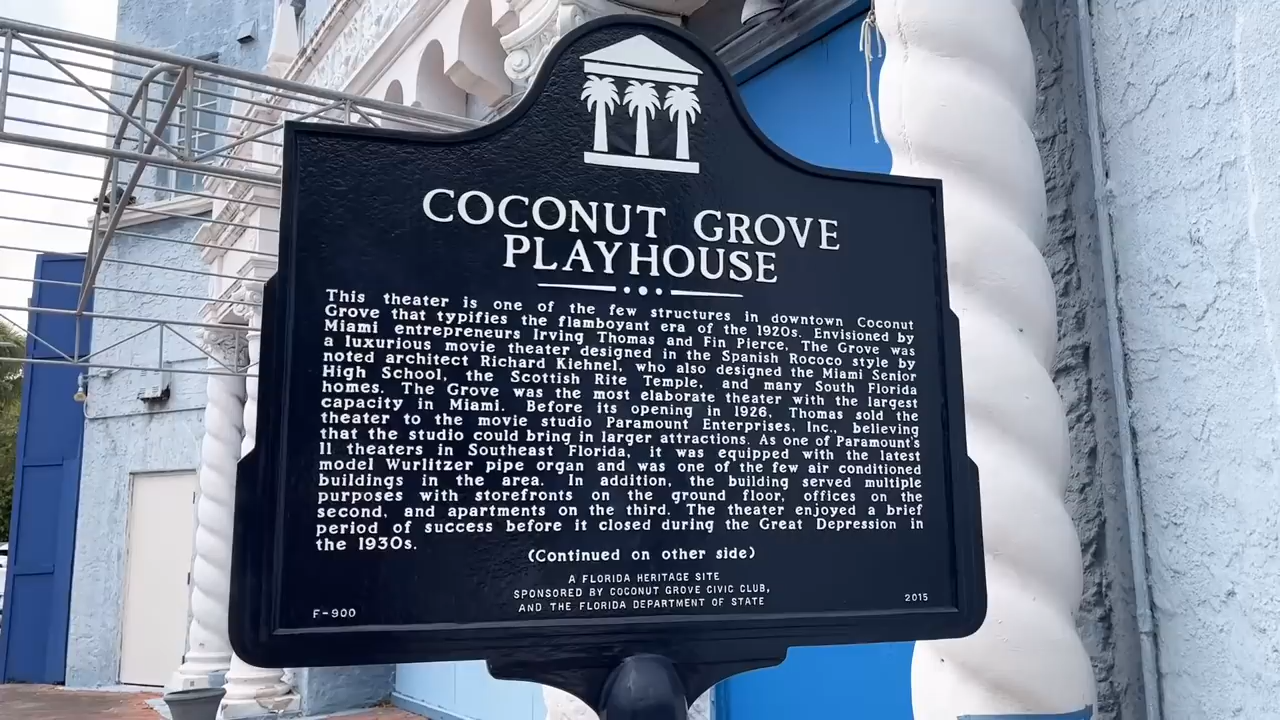 COCONUT GROVE
PLAYHOUSE
This theater is one of the few structures in downtown Coconut
Grove that typifies the flamboyant era of the 1920s. Envisioned by
Miami entrepreneurs Irving Thomas and Fin Pierce, The Grove was
a luxurious movie theater designed in the Spanish Rococo style by
noted architect Richard Kiehnel, who also designed the Miami Senior
High School, the Scottish Rite Temple, and many South Florida
homes. The Grove was the most elaborate theater with the largest
capacity in Miami. Before its opening in 1926, Thomas sold the
theater to the movie studio Paramount Enterprises, Inc., believing
that the studio could bring in larger attractions. As one of Paramount's
11 theaters in Southeast Florida, it was equipped with the latest
model Wurlitzer pipe organ and was one of the few air conditioned
buildings in the area. In addition, the building served multiple
purposes with storefronts on the ground floor, offices on the
second, and apartments on the third. The theater enjoyed a brief
period of success before it closed during the Great Depression in
the 1930s.
(Continued on other side)
A FLORIDA HERITAGE SITE
SPONSORED BY COCONUT GROVE CIVIC CLUB,
AND THE FLORIDA DEPARTMENT OF STATE
F-900
2015